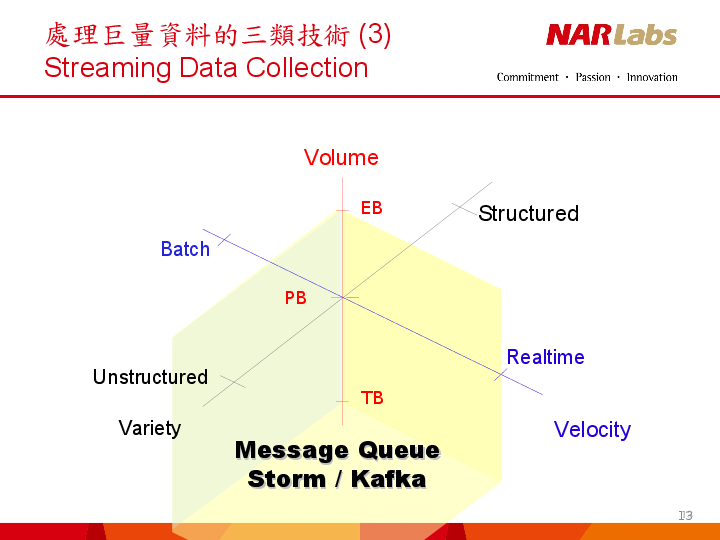 處理巨量資料的三類技術 (3)
Streaming Data Collection
NARLabs
Commitment · Passion · Innovation
Volume
EB
Structured
Batch
PB
Realtime
Unstructured
TB
Variety
Velocity
Message Queue
Storm / Kafka
13